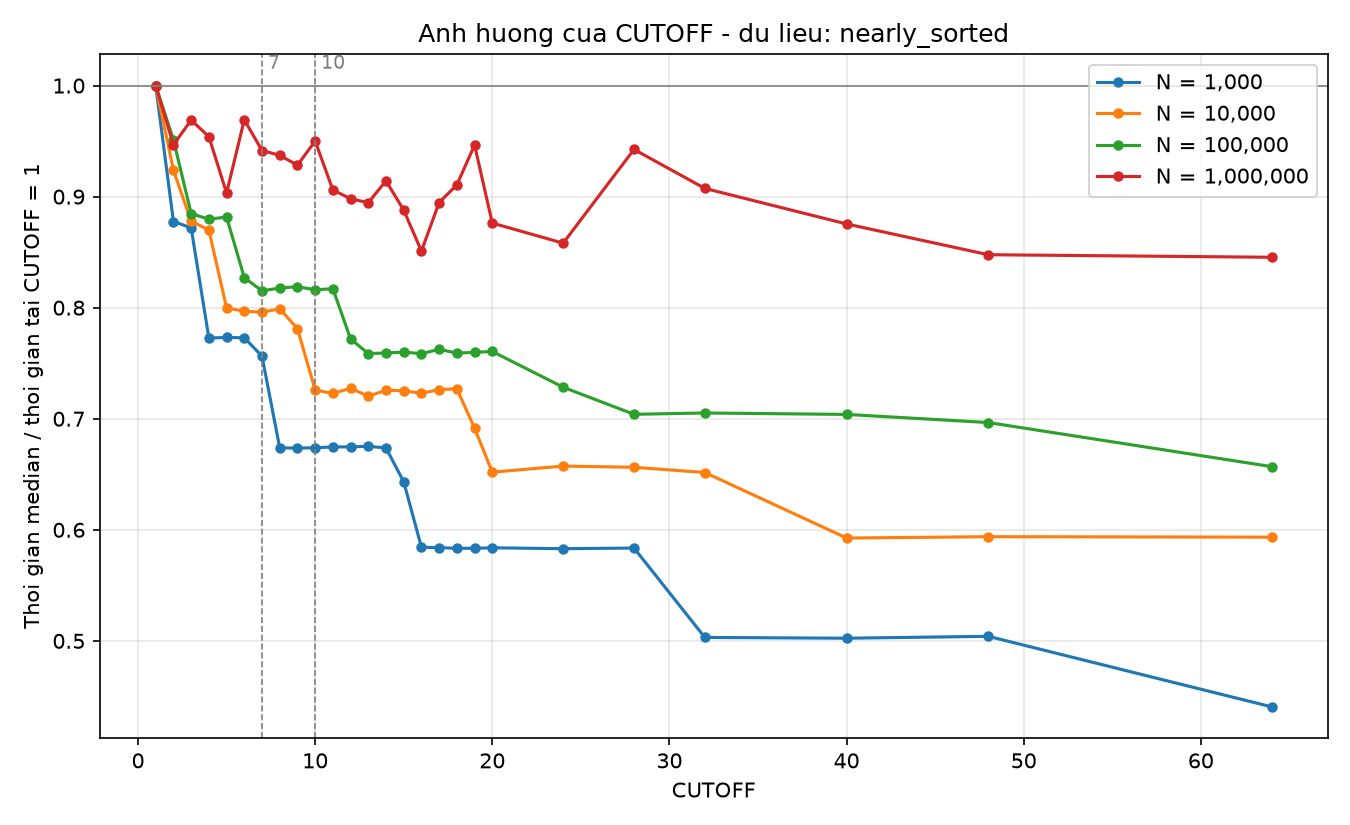 Anh huong cua CUTOFF - du lieu: nearly_sorted
7
10
N = 1,000
N = 10,000
N = 100,000
N = 1,000,000
Thoi gian median / thoi gian tai CUTOFF = 1
1.0
0.9
0.8
0.7
0.6
0.5
0
10
20
30
40
50
60
CUTOFF